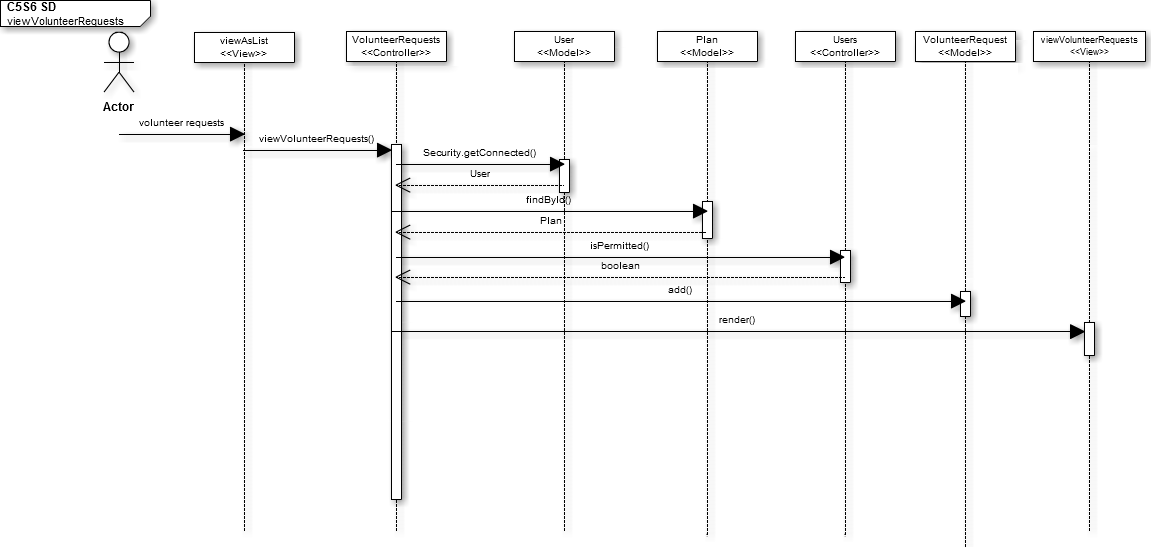 C5S6 SD
viewVolunteerRequests
Actor
viewAsList
<<View>>
VolunteerRequests
<<Controller>>
User
<<Model>>
Plan
<<Model>>
Users
<<Controller>>
VolunteerRequest
<<Model>>
viewVolunteerRequests
<<View>>
volunteer requests
viewVolunteerRequests()
Security.getConnected()
User
findById()
Plan
isPermitted()
boolean
add()
render()